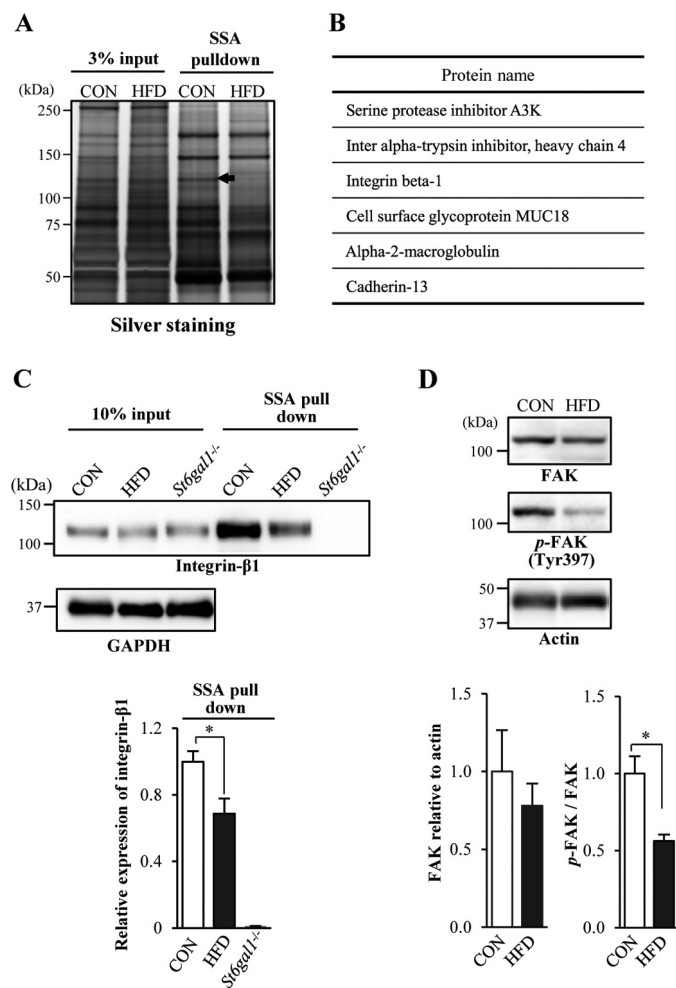 A
3% input
SSA
pulldown
(kDa)
CON HFD CON HFD
250
150
100
75
50
Silver staining
B
Protein name
Serine protease inhibitor A3K
Inter alpha-trypsin inhibitor, heavy chain 4
Integrin beta-1
Cell surface glycoprotein MUC18
Alpha-2-macroglobulin
Cadherin-13
C
10% input
SSA pull
down
(kDa)
CON HFD St6gal1-/- CON HFD St6gal1-/-
150
100
Integrin-β1
37
GAPDH
SSA pull
down
Relative expression of integrin-β1
1.2
0.8
0.4
0
*
CON HFD St6gal1-/-
D
CON HFD
(kDa)
100
FAK
100
p-FAK
(Tyr397)
50
37
Actin
FAK relative to actin
1.5
1.0
0.5
0.0
CON HFD
p-FAK / FAK
1.5
1.0
0.5
0.0
*
CON HFD